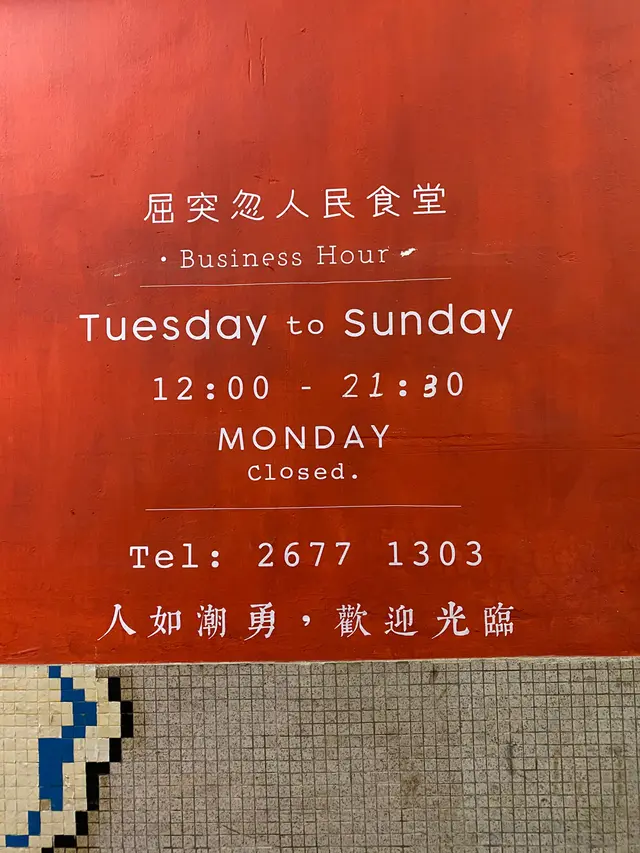 屈突忽人民食堂
· Business Hour
Tuesday to Sunday
12:00 - 21:30
MONDAY
Closed.
Tel: 2677 1303
人如潮勇，歡迎光臨